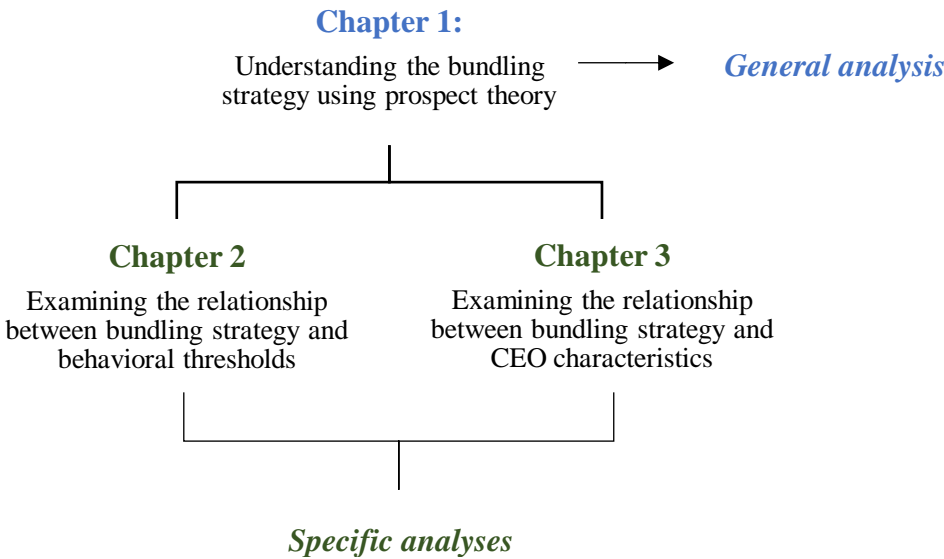 Chapter 1:
Understanding the bundling
strategy using prospect theory
General analysis
Chapter 2
Examining the relationship
between bundling strategy and
behavioral thresholds
Chapter 3
Examining the relationship
between bundling strategy and
CEO characteristics
Specific analyses